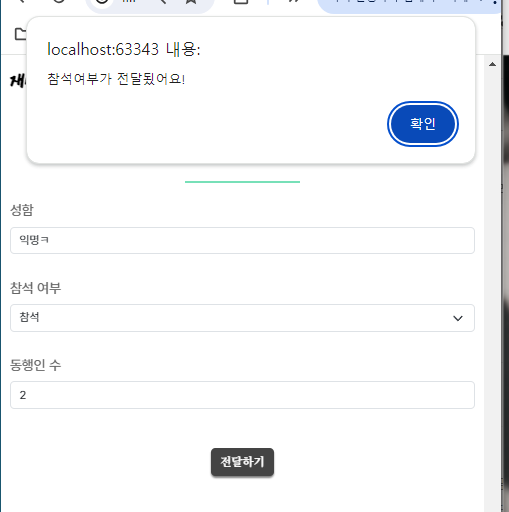 localhost:63343 내용:
참석여부가 전달됬어요!
확인
성함
익명ㅋ
참석 여부
참석
동행인 수
2
전달하기